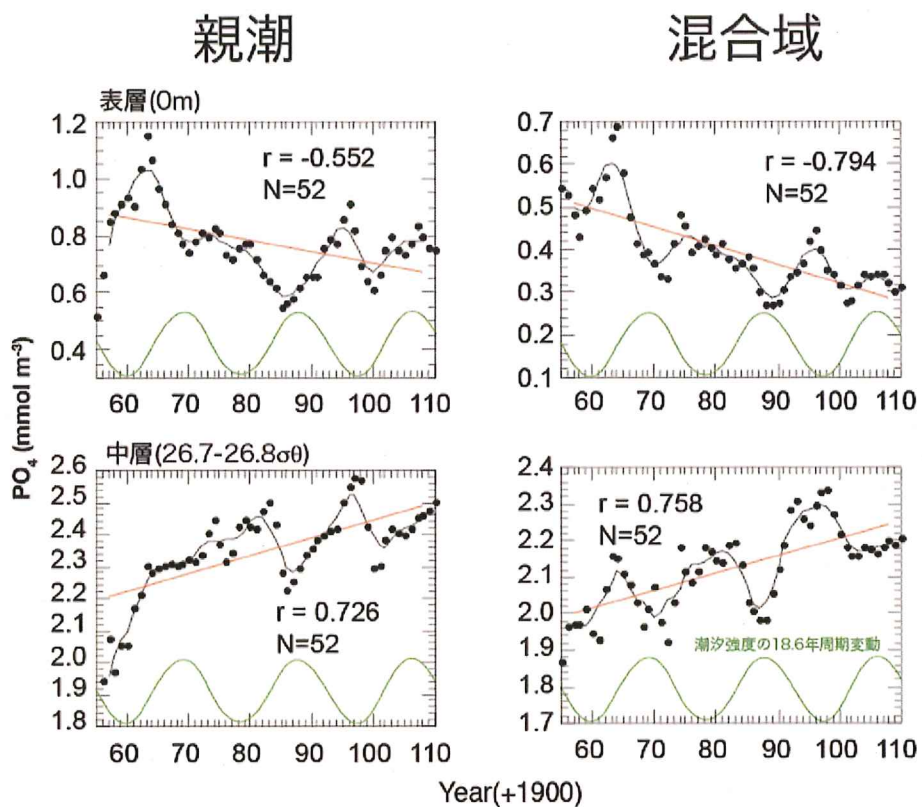 親潮
混合域
表層(0m)
1.2
1.0
0.8
0.6
0.4
r = -0.552
N=52
60 70 80 90 100 110
0.7
0.6
0.5
0.4
0.3
0.2
0.1
r = -0.794
N=52
60 70 80 90 100 110
PO4 (mmol m-3)
中層(26.7-26.8σθ)
2.6
2.5
2.4
2.3
2.2
2.1
2.0
1.9
1.8
r = 0.726
N=52
60 70 80 90 100 110
2.4
2.3
2.2
2.1
2.0
1.9
1.8
1.7
r = 0.758
N=52
潮汐強度の18.6年周期変動
60 70 80 90 100 110
Year(+1900)